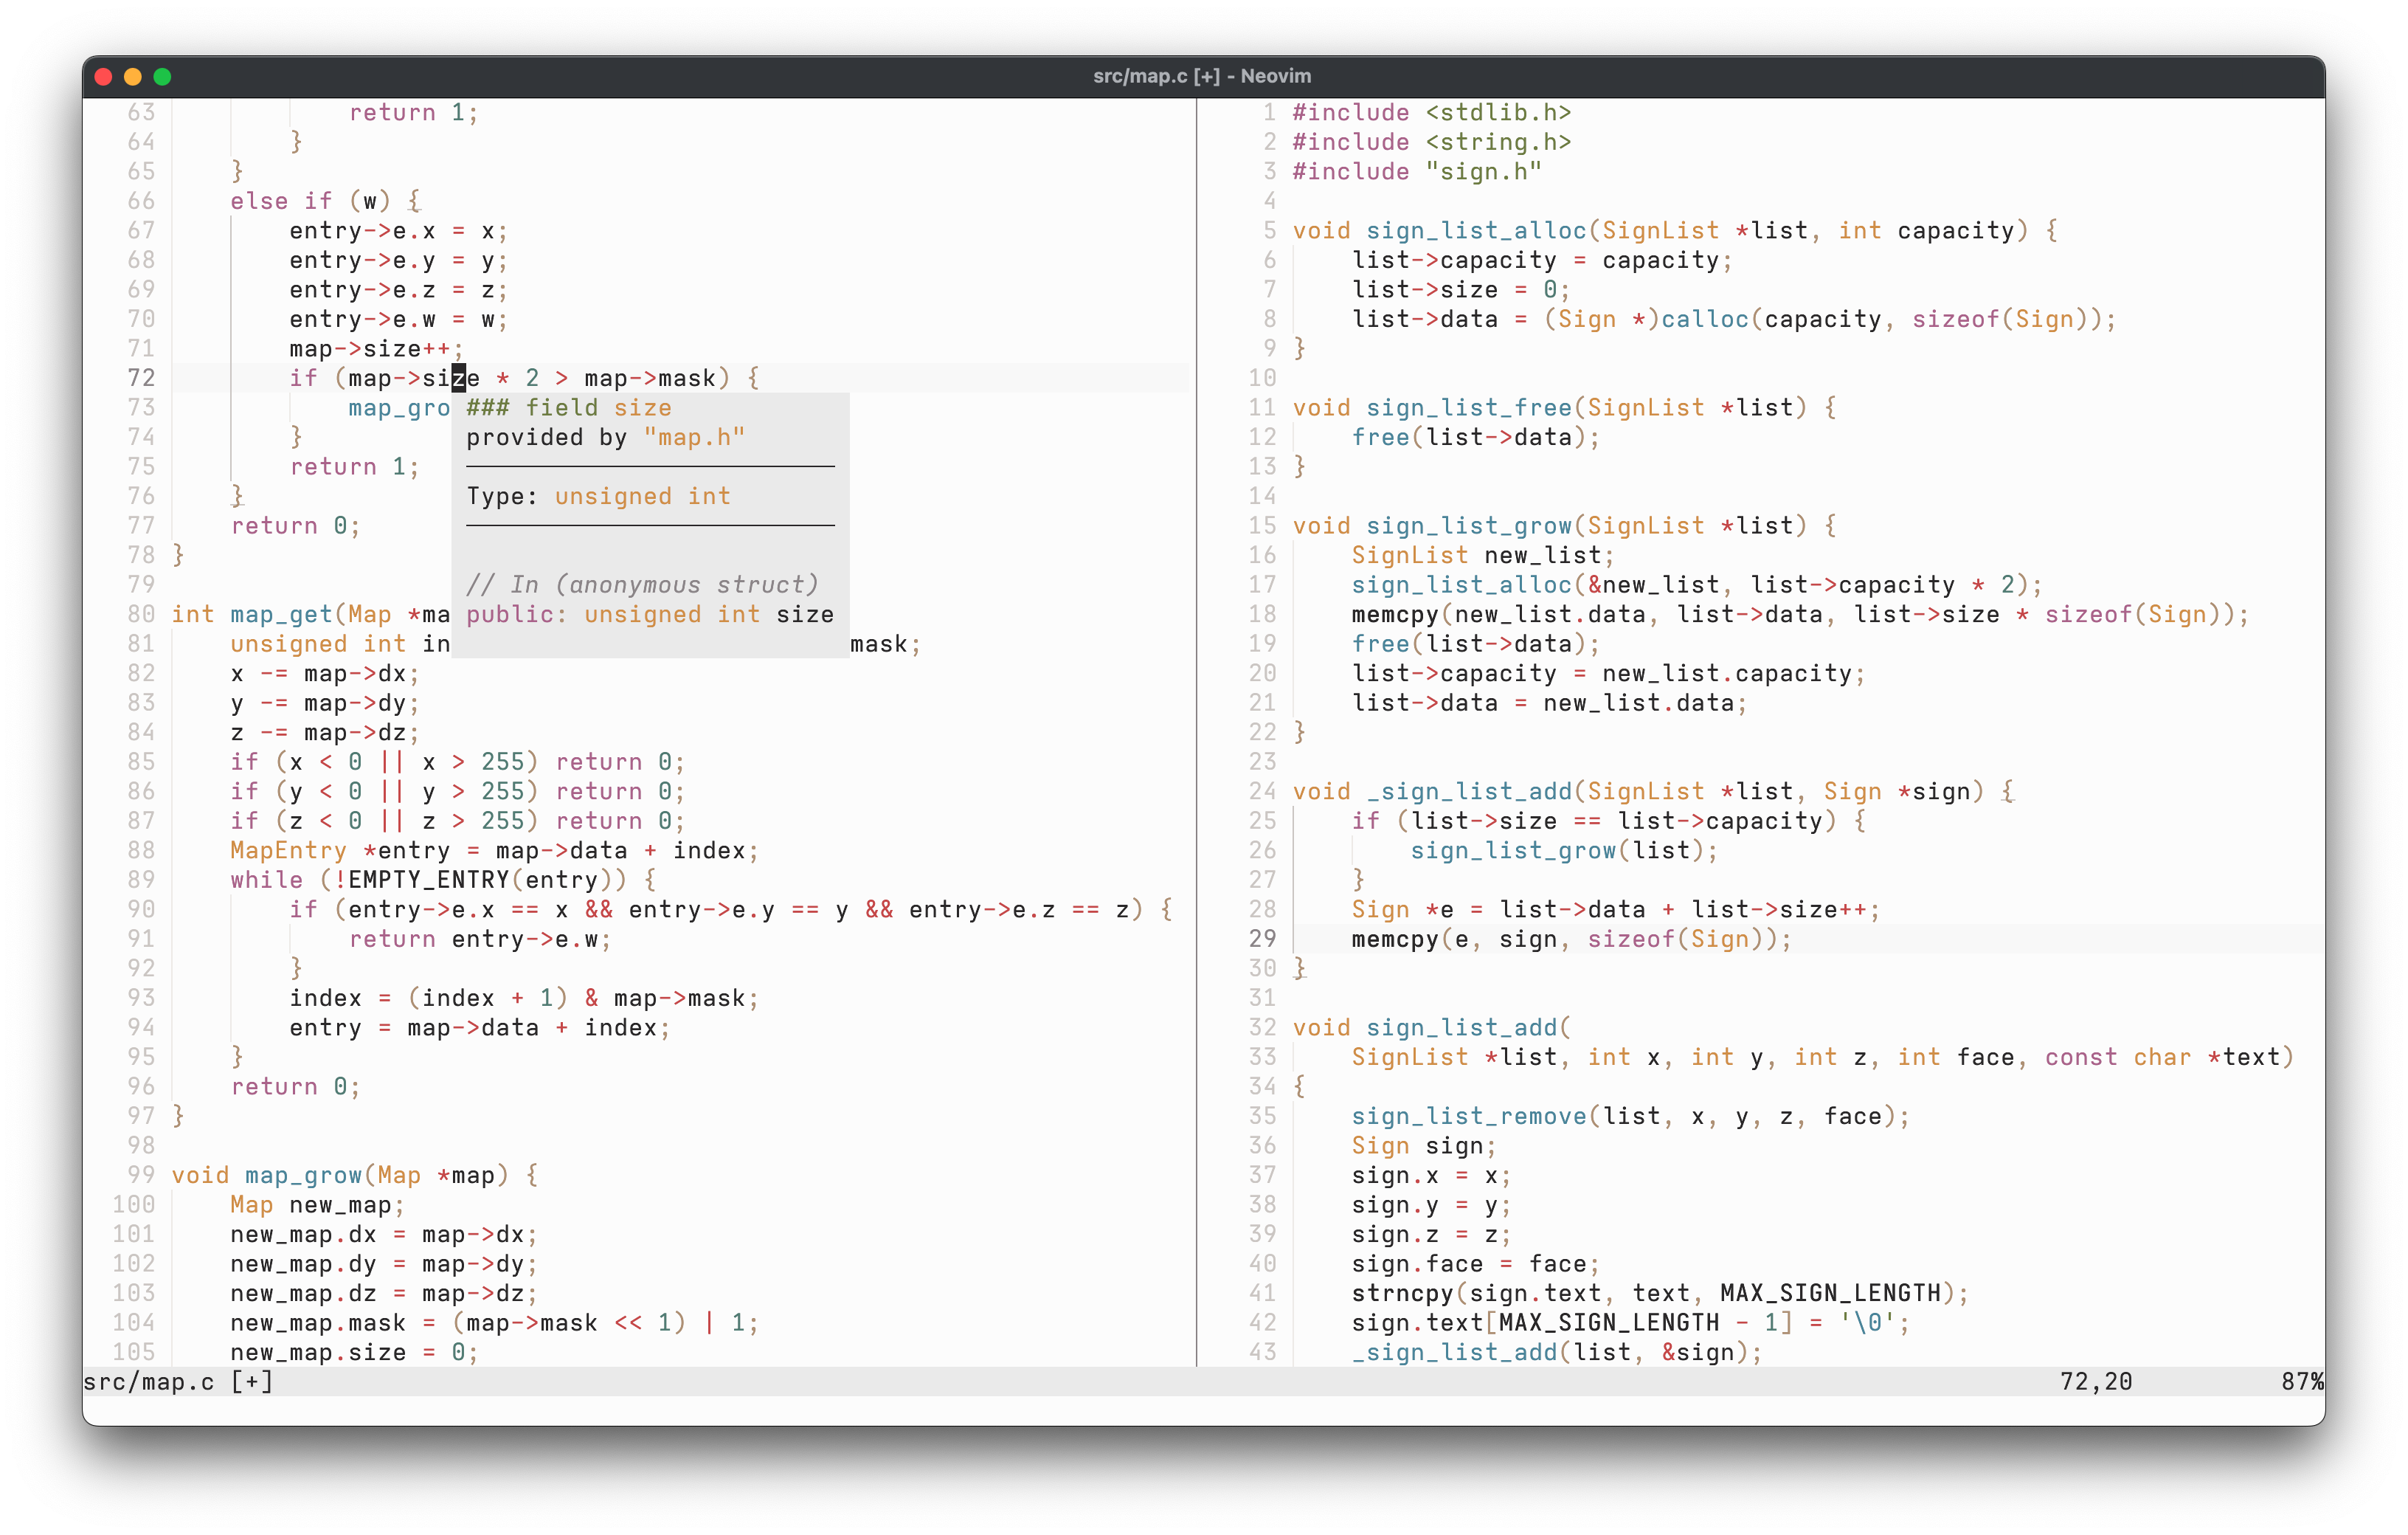 src/map.c [+] - Neovim
63             return 1;
64         }
65     }
66     else if (w) {
67         entry->e.x = x;
68         entry->e.y = y;
69         entry->e.z = z;
70         entry->e.w = w;
71         map->size++;
72         if (map->size * 2 > map->mask) {
73             map_gro
74         }
75         return 1;
76     }
77     return 0;
78 }
79
80 int map_get(Map *ma
81     unsigned int in mask;
82     x -= map->dx;
83     y -= map->dy;
84     z -= map->dz;
85     if (x < 0 || x > 255) return 0;
86     if (y < 0 || y > 255) return 0;
87     if (z < 0 || z > 255) return 0;
88     MapEntry *entry = map->data + index;
89     while (!EMPTY_ENTRY(entry)) {
90         if (entry->e.x == x && entry->e.y == y && entry->e.z == z) {
91             return entry->e.w;
92         }
93         index = (index + 1) & map->mask;
94         entry = map->data + index;
95     }
96     return 0;
97 }
98
99 void map_grow(Map *map) {
100     Map new_map;
101     new_map.dx = map->dx;
102     new_map.dy = map->dy;
103     new_map.dz = map->dz;
104     new_map.mask = (map->mask << 1) | 1;
105     new_map.size = 0;
### field size
provided by "map.h"
Type: unsigned int
// In (anonymous struct)
public: unsigned int size
1 #include <stdlib.h>
2 #include <string.h>
3 #include "sign.h"
4
5 void sign_list_alloc(SignList *list, int capacity) {
6     list->capacity = capacity;
7     list->size = 0;
8     list->data = (Sign *)calloc(capacity, sizeof(Sign));
9 }
10
11 void sign_list_free(SignList *list) {
12     free(list->data);
13 }
14
15 void sign_list_grow(SignList *list) {
16     SignList new_list;
17     sign_list_alloc(&new_list, list->capacity * 2);
18     memcpy(new_list.data, list->data, list->size * sizeof(Sign));
19     free(list->data);
20     list->capacity = new_list.capacity;
21     list->data = new_list.data;
22 }
23
24 void _sign_list_add(SignList *list, Sign *sign) {
25     if (list->size == list->capacity) {
26         sign_list_grow(list);
27     }
28     Sign *e = list->data + list->size++;
29     memcpy(e, sign, sizeof(Sign));
30 }
31
32 void sign_list_add(
33     SignList *list, int x, int y, int z, int face, const char *text)
34 {
35     sign_list_remove(list, x, y, z, face);
36     Sign sign;
37     sign.x = x;
38     sign.y = y;
39     sign.z = z;
40     sign.face = face;
41     strncpy(sign.text, text, MAX_SIGN_LENGTH);
42     sign.text[MAX_SIGN_LENGTH - 1] = '\0';
43     _sign_list_add(list, &sign);
src/map.c [+] 72,20 87%